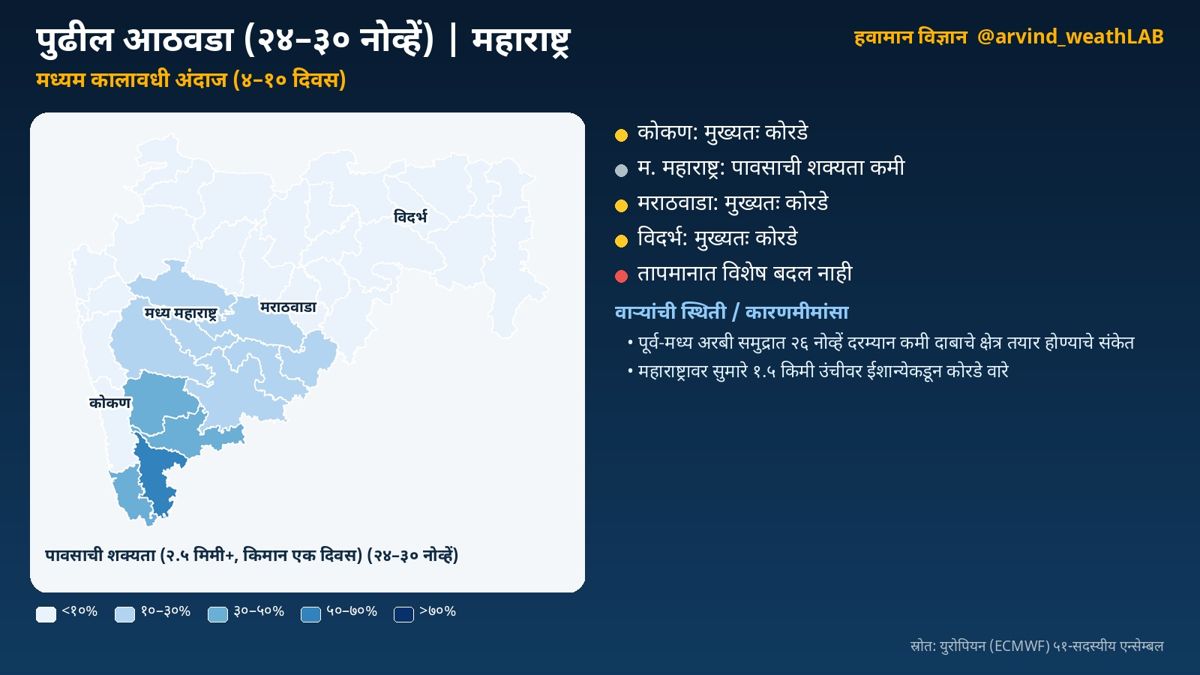 पुढील आठवडा (२४–३० नोव्हें) | महाराष्ट्र
हवामान विज्ञान @arvind_weathLAB
मध्यम कालावधी अंदाज (४–१० दिवस)
विदर्भ
मध्य महाराष्ट्र
मराठवाडा
कोकण
पावसाची शक्यता (२.५ मिमी+, किमान एक दिवस) (२४–३० नोव्हें)
<१०% १०–३०% ३०–५०% ५०–७०% >७०%
कोकण: मुख्यतः कोरडे
म. महाराष्ट्र: पावसाची शक्यता कमी
मराठवाडा: मुख्यतः कोरडे
विदर्भ: मुख्यतः कोरडे
तापमानात विशेष बदल नाही
वाऱ्यांची स्थिती / कारणमीमांसा
• पूर्व-मध्य अरबी समुद्रात २६ नोव्हें दरम्यान कमी दाबाचे क्षेत्र तयार होण्याचे संकेत
• महाराष्ट्रावर सुमारे १.५ किमी उंचीवर ईशान्येकडून कोरडे वारे
स्रोत: युरोपियन (ECMWF) ५१-सदस्यीय एन्सेम्बल